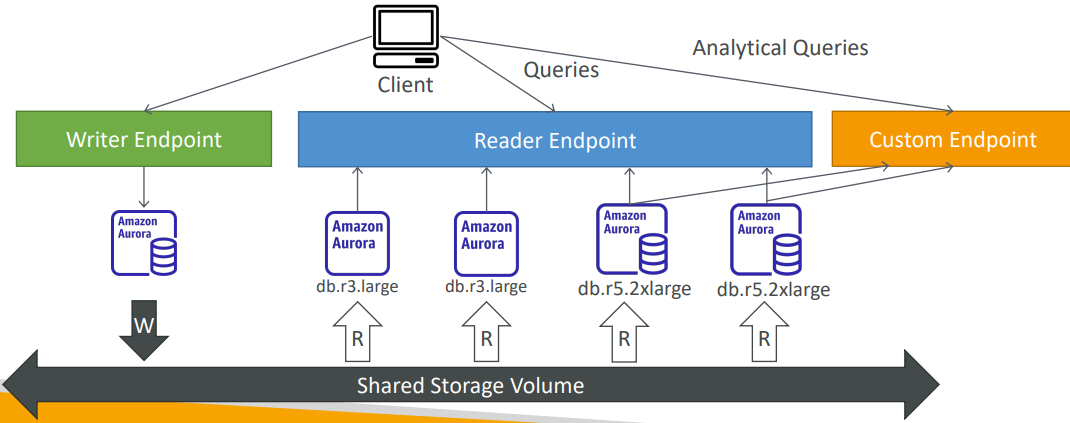 Client
Queries
Analytical Queries
Writer Endpoint
Reader Endpoint
Custom Endpoint
Amazon
Aurora
Amazon
Aurora
db.r3.large
Amazon
Aurora
db.r3.large
Amazon
Aurora
db.r5.2xlarge
Amazon
Aurora
db.r5.2xlarge
W
R
R
R
R
Shared Storage Volume